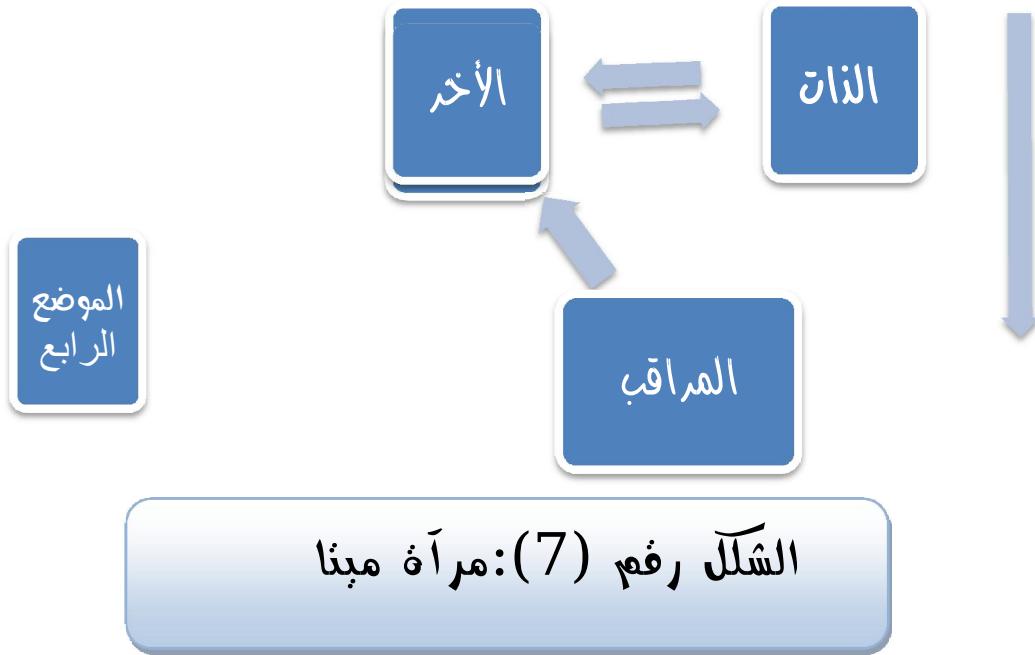 الذات
الأخر
المراقب
الموضع
الرابع
الشكل رقم (7):مرآة ميتا